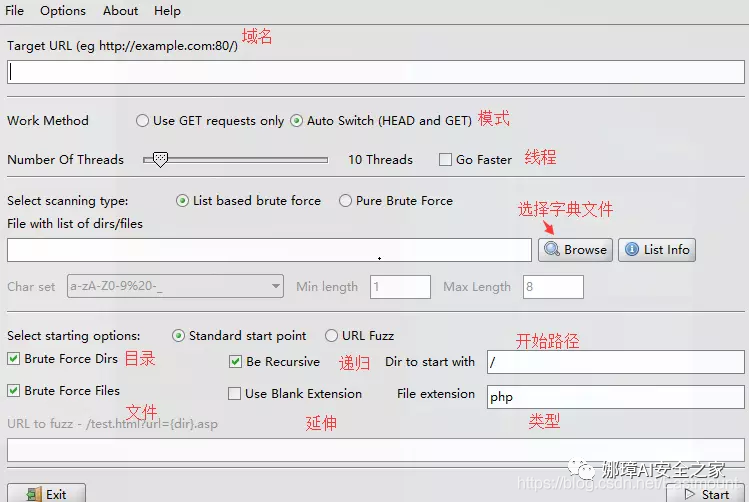 File Options About Help
Target URL (eg http://example.com:80/) 域名
Work Method Use GET requests only Auto Switch (HEAD and GET) 模式
Number Of Threads 10 Threads Go Faster 线程
Select scanning type: List based brute force Pure Brute Force
选择字典文件
File with list of dirs/files
Browse List Info
Char set a-zA-Z0-9%20-_ Min length 1 Max Length 8
Select starting options: Standard start point URL Fuzz
开始路径
Brute Force Dirs 目录 Be Recursive 递归 Dir to start with /
Brute Force Files Use Blank Extension File extension php
文件 延伸 类型
URL to fuzz - /test.html?url={dir}.asp
娜璋AI安全之家
Exit Start